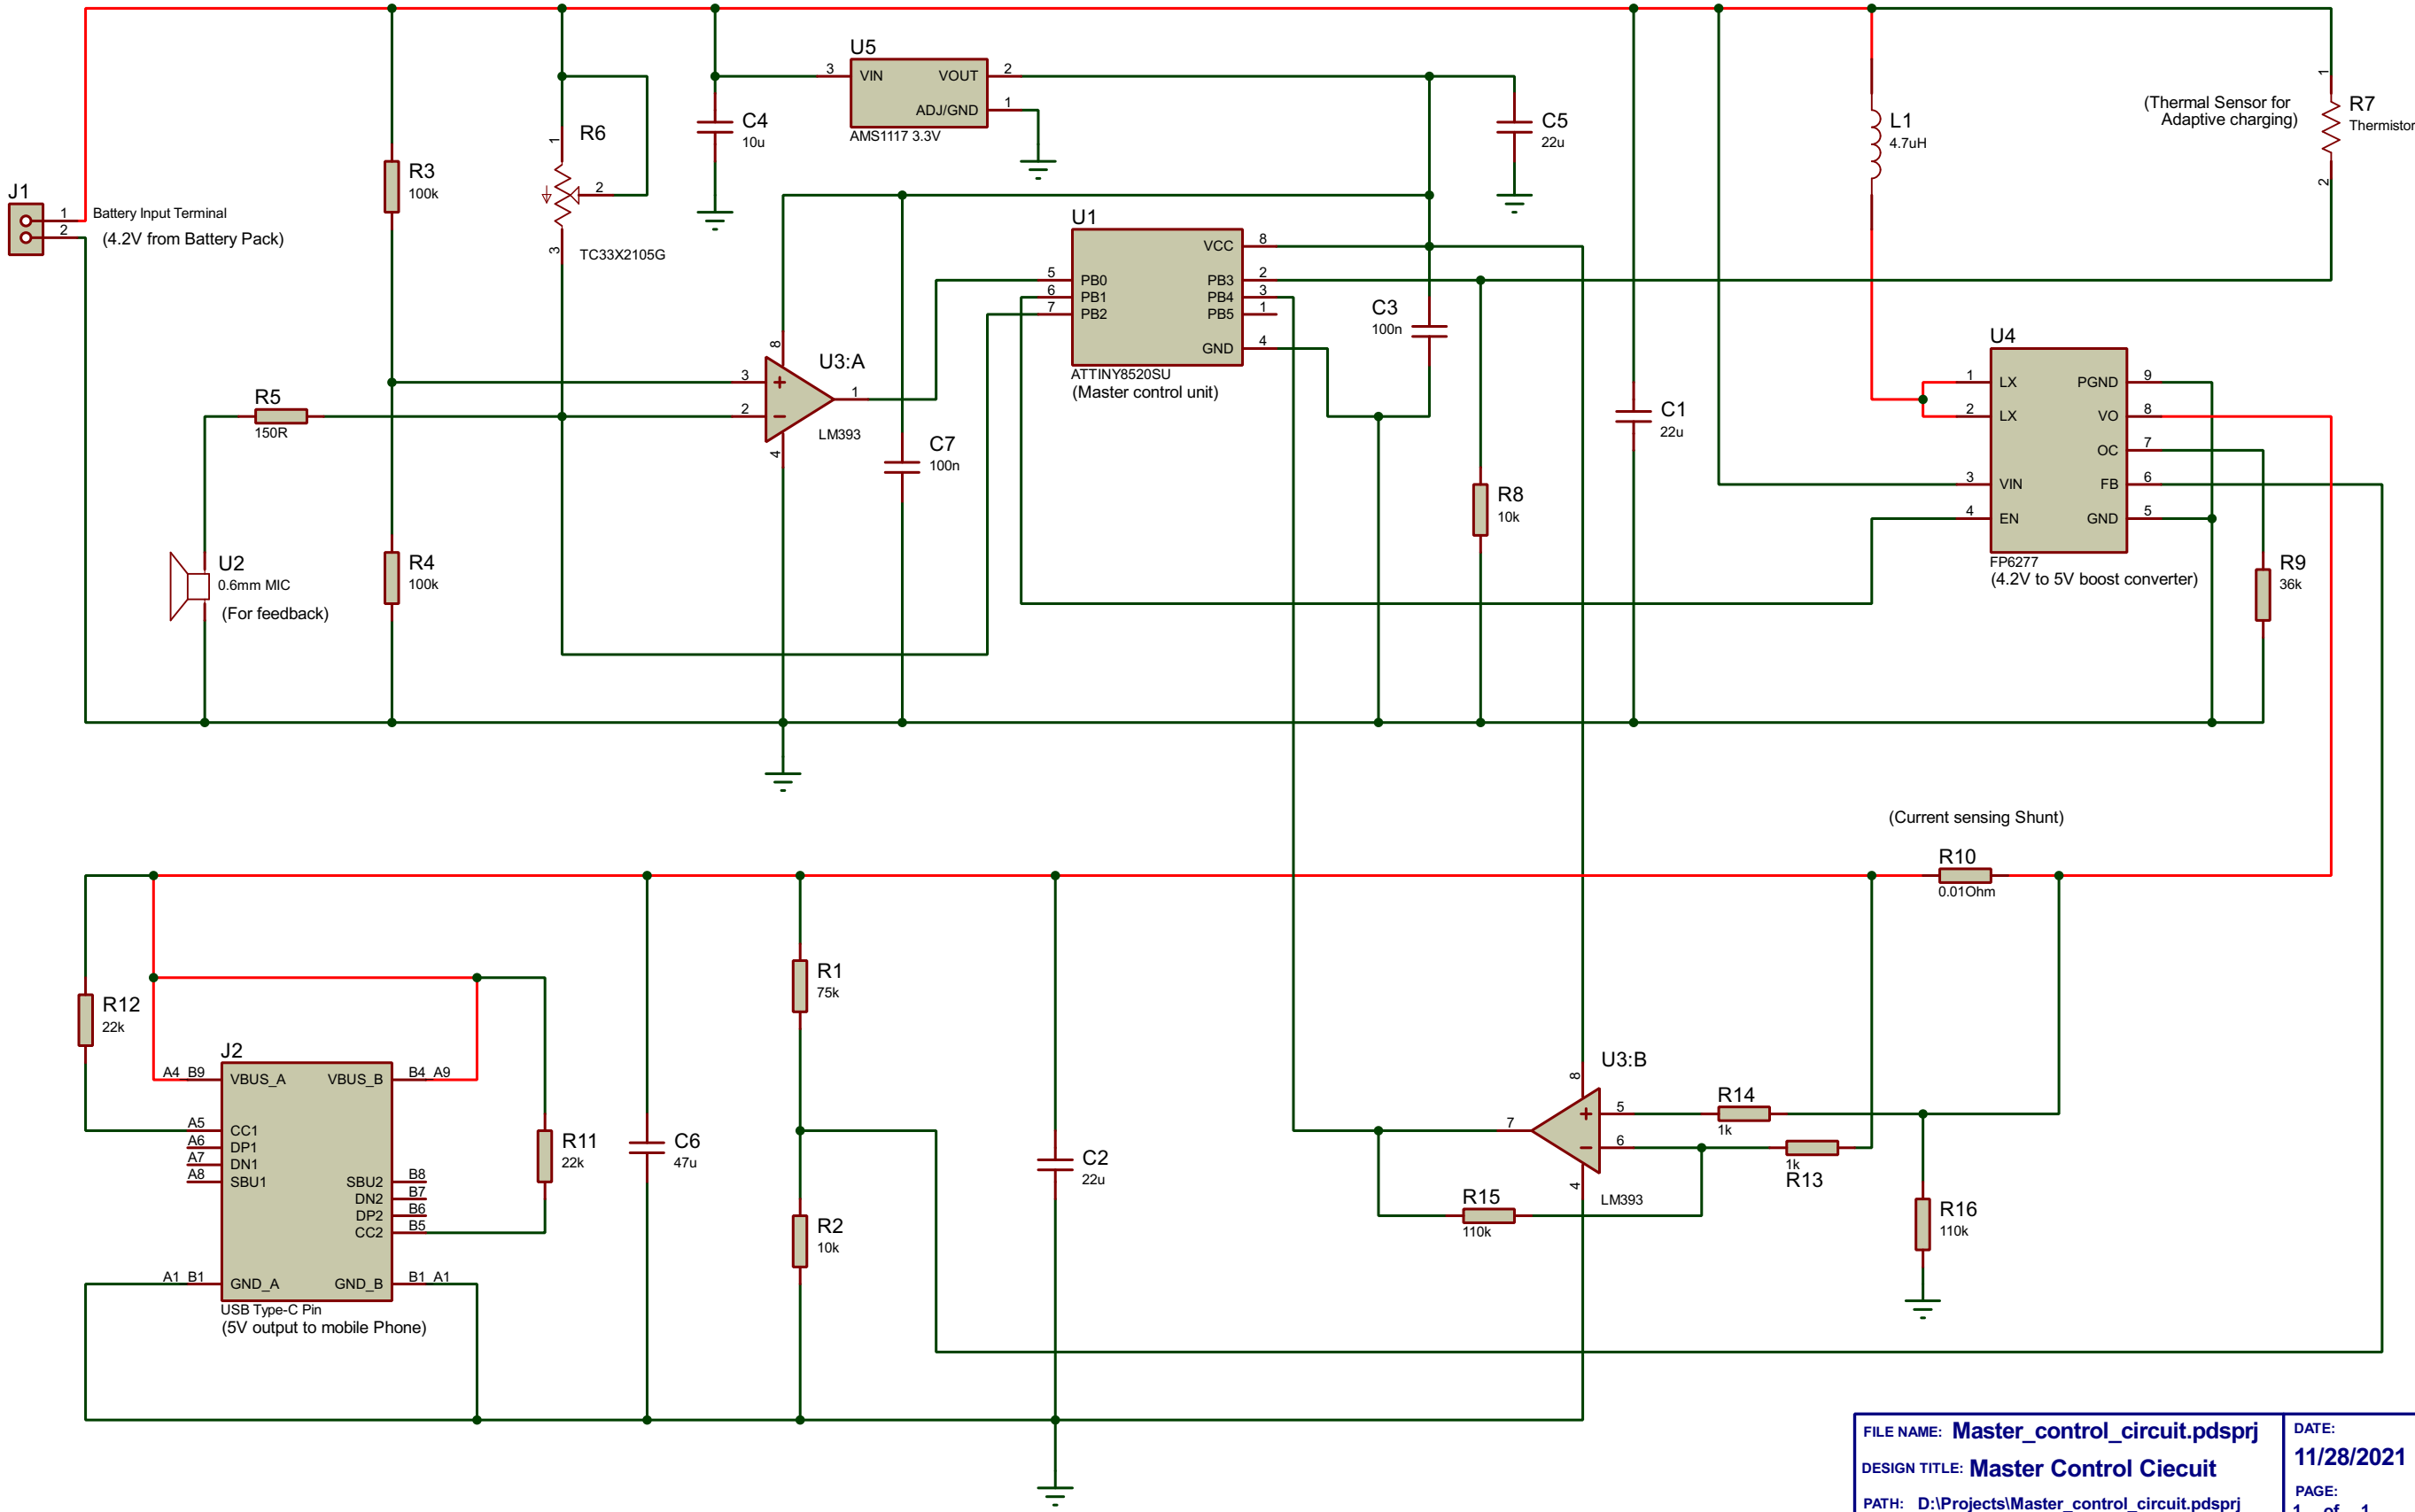 J1
1
2
Battery Input Terminal
(4.2V from Battery Pack)
R3
100k
R6
1
2
3
TC33X2105G
C4
10u
U5
3
VIN
VOUT
2
ADJ/GND
1
AMS1117 3.3V
C5
22u
L1
4.7uH
(Thermal Sensor for
Adaptive charging)
1
R7
Thermistor
2
R5
150R
U2
0.6mm MIC
(For feedback)
R4
100k
3
2
8
1
4
U3:A
LM393
C7
100n
U1
VCC
8
5
PB0
PB3
2
6
PB1
PB4
3
7
PB2
PB5
1
GND
4
ATTINY8520SU
(Master control unit)
C3
100n
R8
10k
C1
22u
U4
1
LX
PGND
9
2
LX
VO
8
OC
7
3
VIN
FB
6
4
EN
GND
5
FP6277
(4.2V to 5V boost converter)
R9
36k
(Current sensing Shunt)
R10
0.01Ohm
R12
22k
J2
A4 B9
VBUS_A
VBUS_B
B4 A9
A5
CC1
A6
DP1
A7
DN1
A8
SBU1
SBU2
B8
DN2
B7
DP2
B6
CC2
B5
A1 B1
GND_A
GND_B
B1 A1
USB Type-C Pin
(5V output to mobile Phone)
R11
22k
C6
47u
R1
75k
R2
10k
C2
22u
U3:B
8
7
5
6
4
LM393
R14
1k
1k
R13
R15
110k
R16
110k
FILE NAME: Master_control_circuit.pdsprj
DATE:
11/28/2021
DESIGN TITLE: Master Control Ciecuit
PAGE:
PATH: D:\Projects\Master_control_circuit.pdsprj
1 of 1